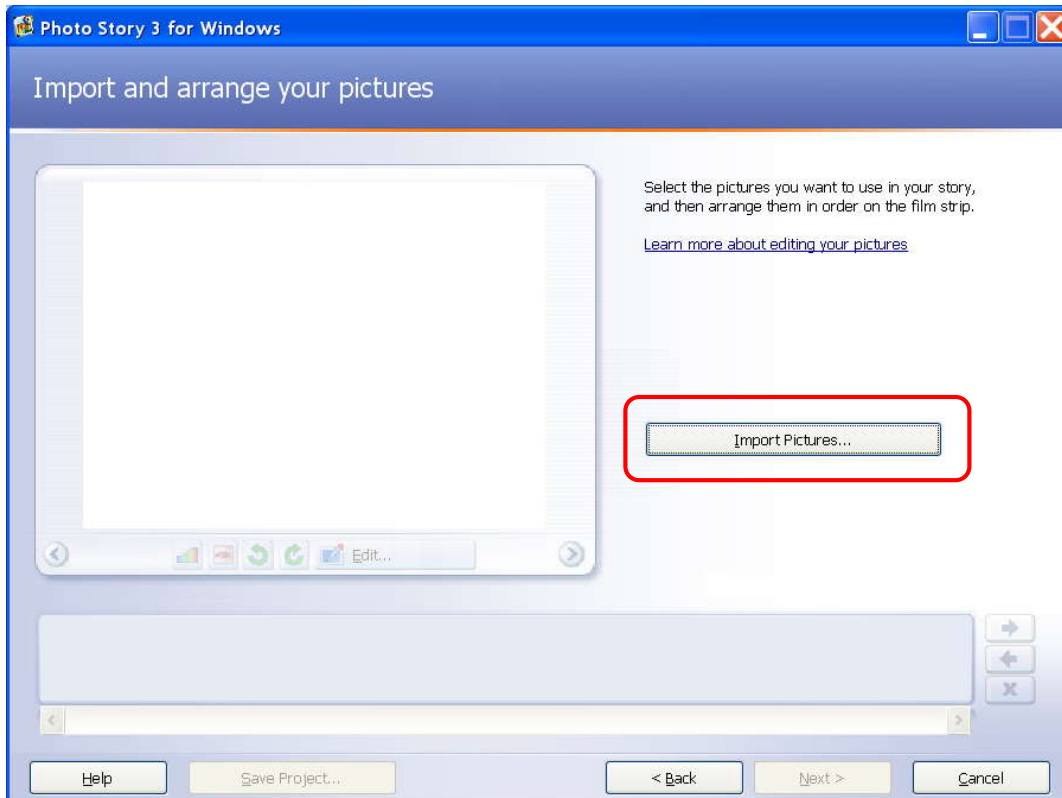 Photo Story 3 for Windows
Import and arrange your pictures
Select the pictures you want to use in your story,
and then arrange them in order on the film strip.
Learn more about editing your pictures
Import Pictures...
Edit...
Help
Save Project...
< Back
Next >
Cancel